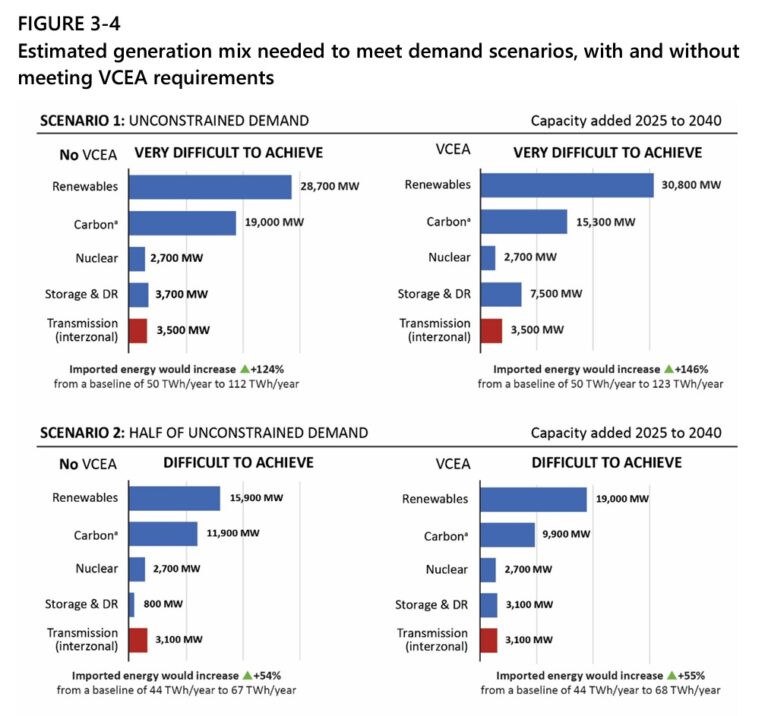 FIGURE 3-4
Estimated generation mix needed to meet demand scenarios, with and without
meeting VCEA requirements
SCENARIO 1: UNCONSTRAINED DEMAND
Capacity added 2025 to 2040
No VCEA
VERY DIFFICULT TO ACHIEVE
Renewables
28,700 MW
Carbonᵃ
19,000 MW
Nuclear
2,700 MW
Storage & DR
3,700 MW
Transmission
(interzonal)
3,500 MW
Imported energy would increase ▲+124%
from a baseline of 50 TWh/year to 112 TWh/year
VCEA
VERY DIFFICULT TO ACHIEVE
Renewables
30,800 MW
Carbonᵃ
15,300 MW
Nuclear
2,700 MW
Storage & DR
7,500 MW
Transmission
(interzonal)
3,500 MW
Imported energy would increase ▲+146%
from a baseline of 50 TWh/year to 123 TWh/year
SCENARIO 2: HALF OF UNCONSTRAINED DEMAND
Capacity added 2025 to 2040
No VCEA
DIFFICULT TO ACHIEVE
Renewables
15,900 MW
Carbonᵃ
11,900 MW
Nuclear
2,700 MW
Storage & DR
800 MW
Transmission
(interzonal)
3,100 MW
Imported energy would increase ▲+54%
from a baseline of 44 TWh/year to 67 TWh/year
VCEA
DIFFICULT TO ACHIEVE
Renewables
19,000 MW
Carbonᵃ
9,900 MW
Nuclear
2,700 MW
Storage & DR
3,100 MW
Transmission
(interzonal)
3,100 MW
Imported energy would increase ▲+55%
from a baseline of 44 TWh/year to 68 TWh/year